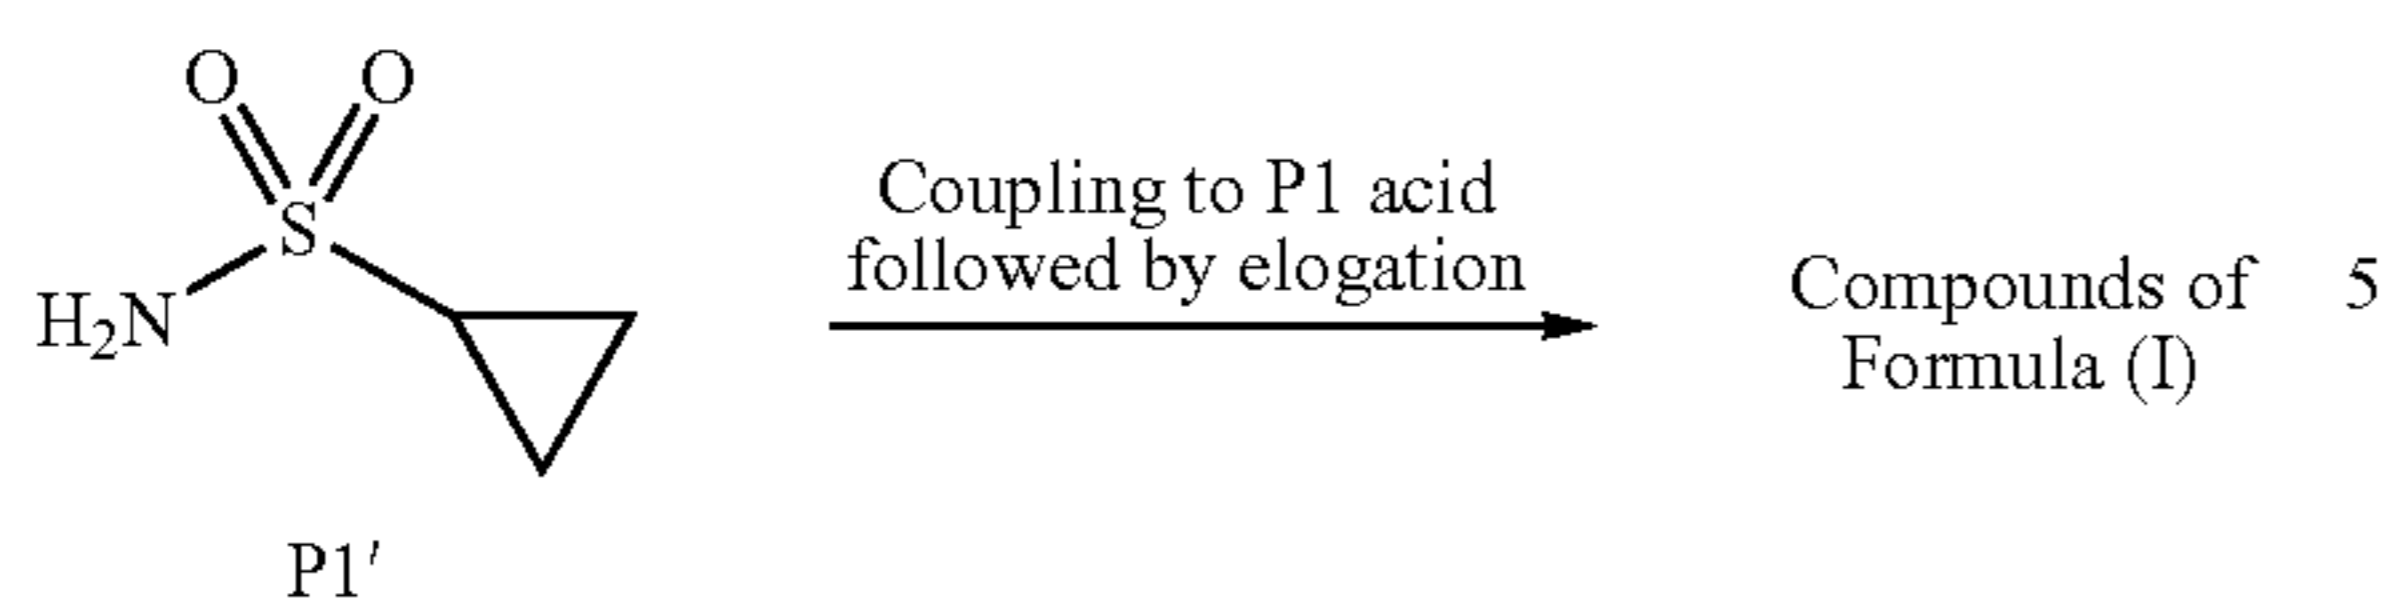 O O
S
H₂N
P1′
Coupling to P1 acid
followed by elogation
Compounds of 5
Formula (I)